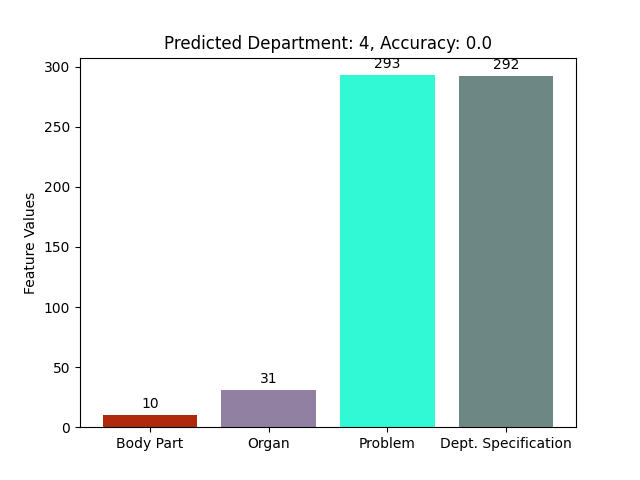 Predicted Department: 4, Accuracy: 0.0
300
250
200
150
100
50
0
Feature Values
10
31
293
292
Body Part
Organ
Problem
Dept. Specification